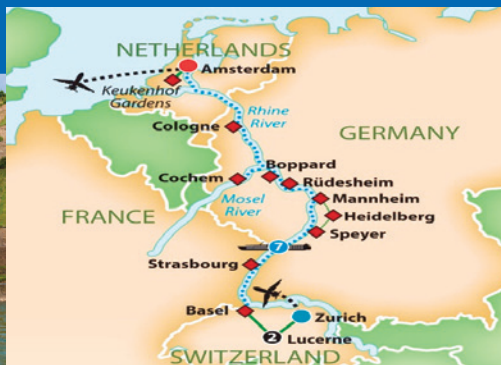 NETHERLANDS
Amsterdam
Keukenhof
Gardens
Rhine
River
Cologne
GERMANY
Boppard
Cochem
Rüdesheim
Mosel
River
Mannheim
Heidelberg
FRANCE
Speyer
7
Strasbourg
Basel
Zurich
2
Lucerne
SWITZERLAND